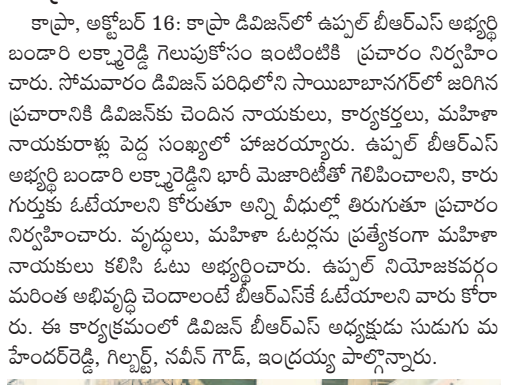 కాప్రా, అక్టోబర్ 16: కాప్రా డివిజన్‌లో ఉప్పల్ బీఆర్ఎస్ అభ్యర్థి
బండారి లక్ష్మారెడ్డి గెలుపుకోసం ఇంటింటికి ప్రచారం నిర్వహిం
చారు. సోమవారం డివిజన్ పరిధిలోని సాయిబాబానగర్‌లో జరిగిన
ప్రచారానికి డివిజన్‌కు చెందిన నాయకులు, కార్యకర్తలు, మహిళా
నాయకురాళ్లు పెద్ద సంఖ్యలో హాజరయ్యారు. ఉప్పల్ బీఆర్ఎస్
అభ్యర్థి బండారి లక్ష్మారెడ్డిని భారీ మెజారిటీతో గెలిపించాలని, కారు
గుర్తుకు ఓటేయాలని కోరుతూ అన్ని వీధుల్లో తిరుగుతూ ప్రచారం
నిర్వహించారు. వృద్ధులు, మహిళా ఓటర్లను ప్రత్యేకంగా మహిళా
నాయకులు కలిసి ఓటు అభ్యర్థించారు. ఉప్పల్ నియోజకవర్గం
మరింత అభివృద్ధి చెందాలంటే బీఆర్ఎస్‌కే ఓటేయాలని వారు కోరా
రు. ఈ కార్యక్రమంలో డివిజన్ బీఆర్ఎస్ అధ్యక్షుడు సుడుగు మ
హేందర్‌రెడ్డి, గిల్బర్ట్, నవీన్ గౌడ్, ఇంద్రయ్య పాల్గొన్నారు.